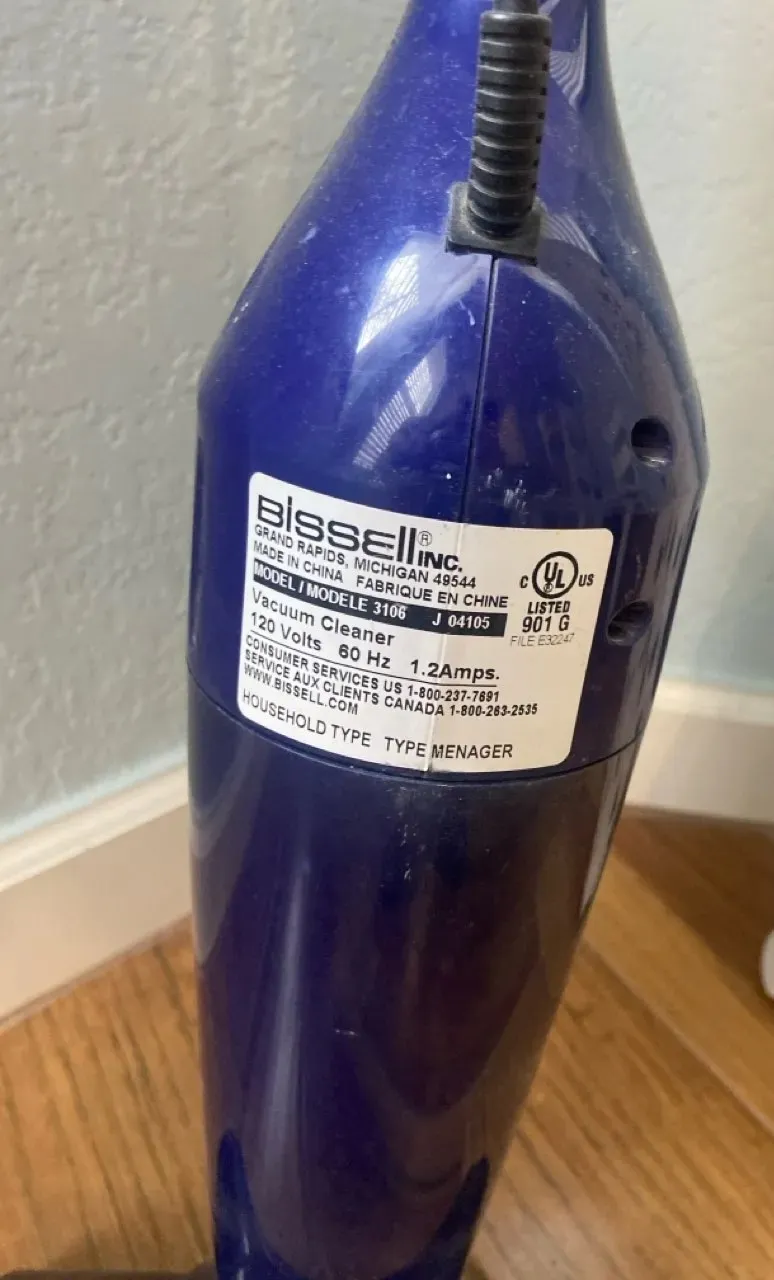 BISSELL® INC.
GRAND RAPIDS, MICHIGAN 49544
MADE IN CHINA FABRIQUE EN CHINE
MODEL / MODELE 3106 J 04105
Vacuum Cleaner
120 Volts 60 Hz 1.2Amps.
CONSUMER SERVICES US 1-800-237-7691
SERVICE AUX CLIENTS CANADA 1-800-263-2535
WWW.BISSELL.COM
HOUSEHOLD TYPE TYPE MENAGER
C UL US
LISTED
901 G
FILE E32247